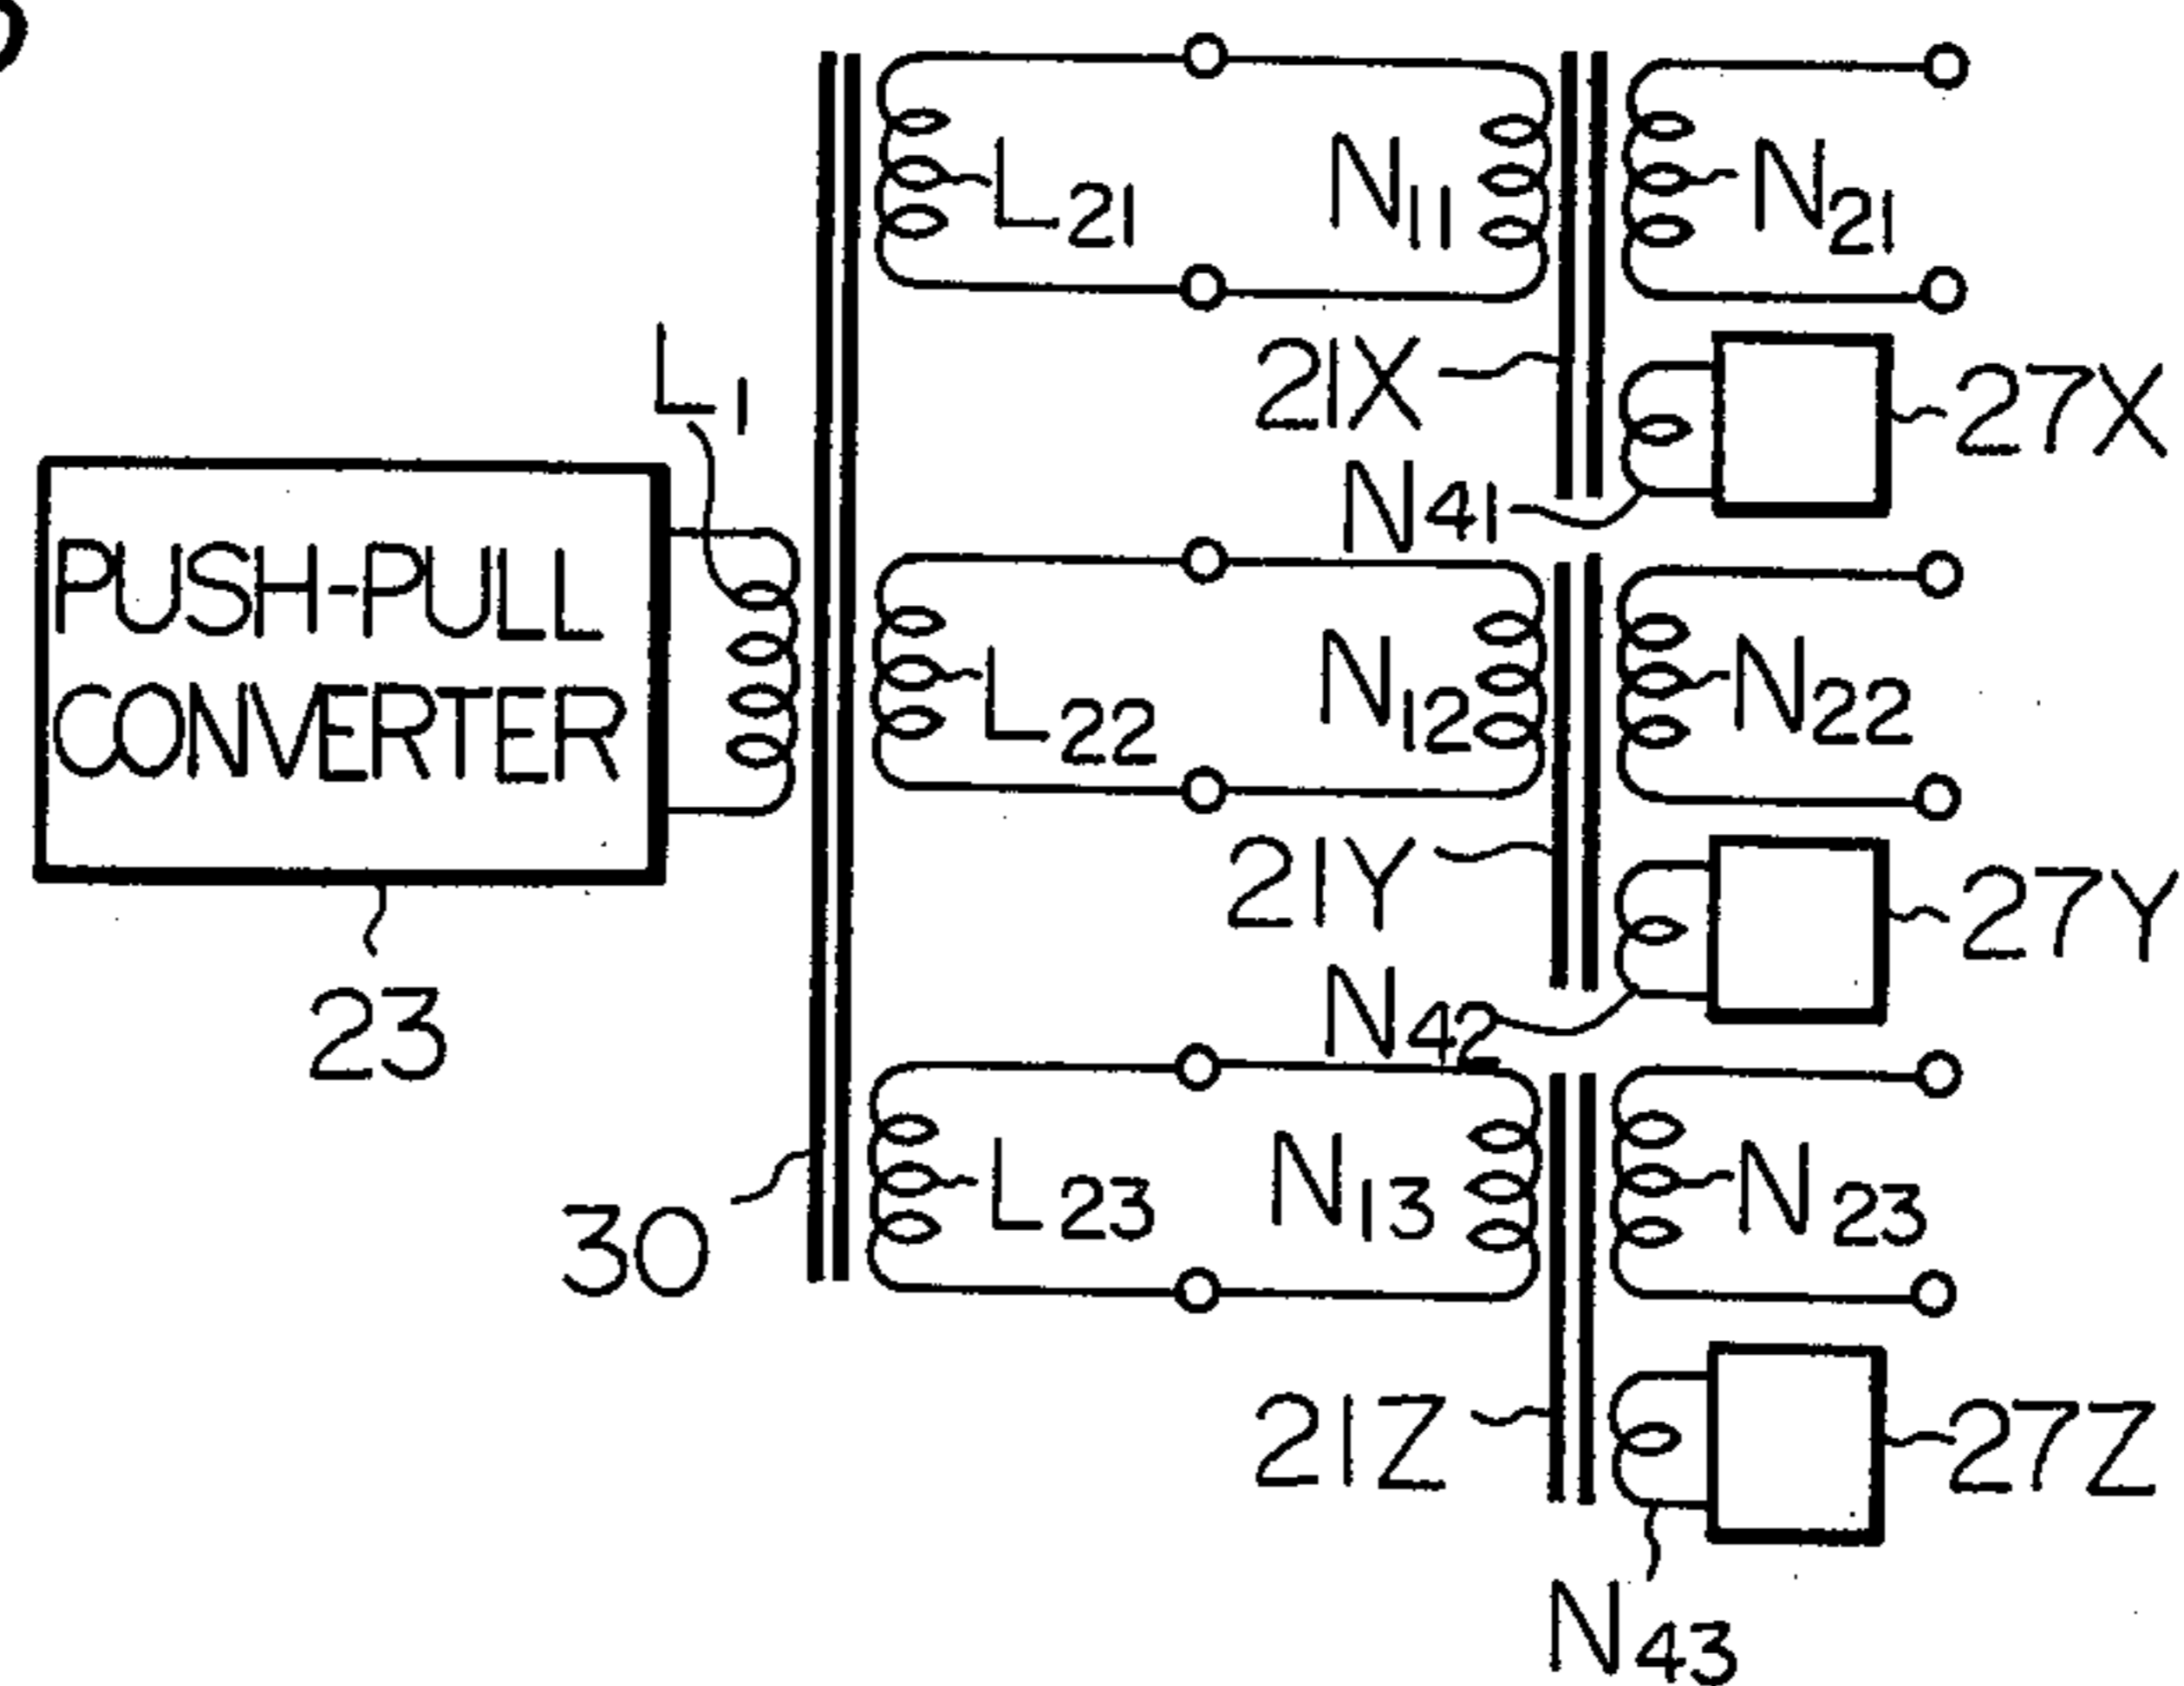 L21
N11
N21
L1
21X
27X
N41
PUSH-PULL
CONVERTER
L22
N12
N22
21Y
27Y
N42
23
L23
N13
N23
30
21Z
27Z
N43